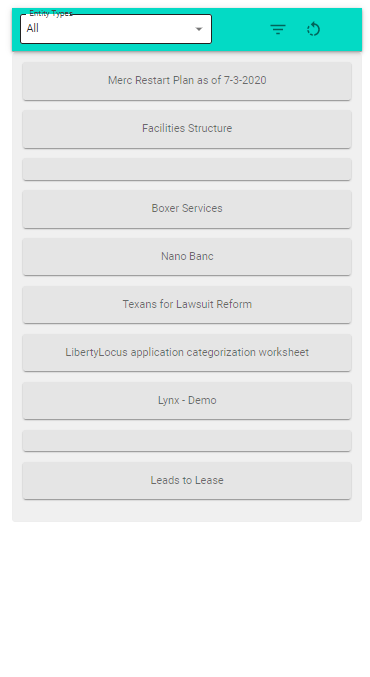 Entity Types
All
Merc Restart Plan as of 7-3-2020
Facilities Structure
Boxer Services
Nano Banc
Texans for Lawsuit Reform
LibertyLocus application categorization worksheet
Lynx - Demo
Leads to Lease